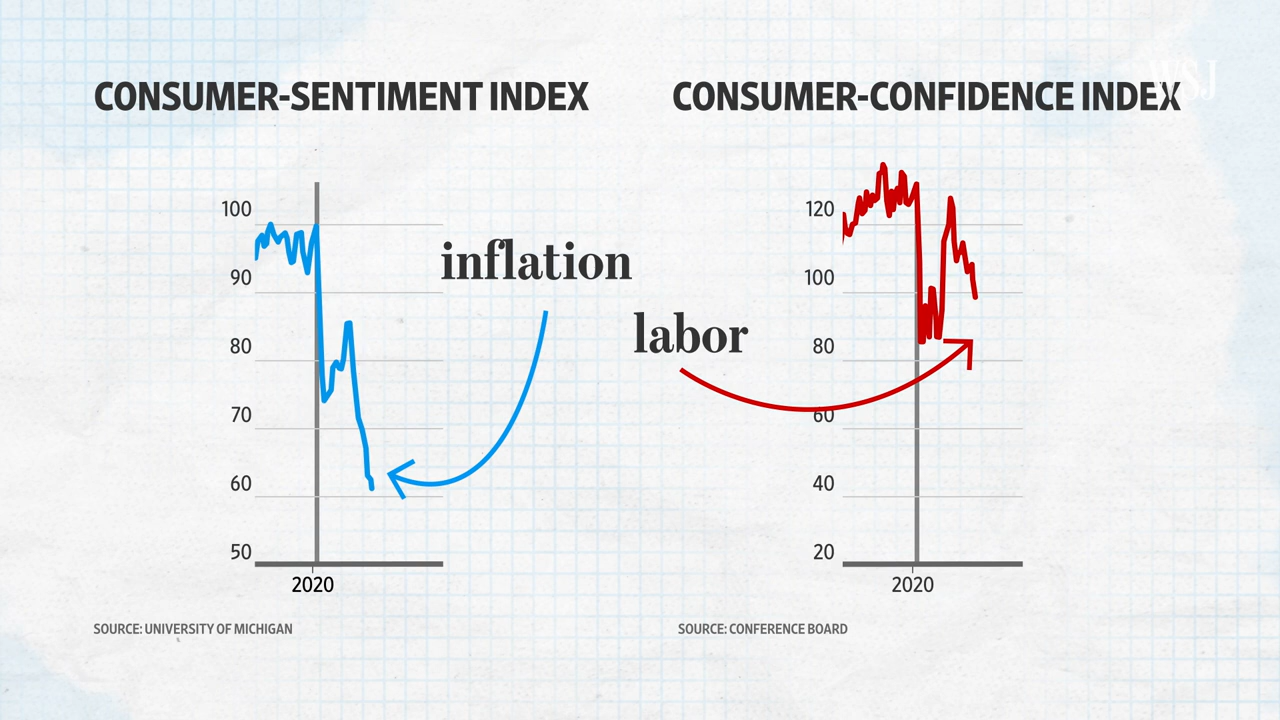 CONSUMER-SENTIMENT INDEX
CONSUMER-CONFIDENCE INDEX
WSJ
100
90
80
70
60
50
2020
inflation
labor
120
100
80
60
40
20
2020
SOURCE: UNIVERSITY OF MICHIGAN
SOURCE: CONFERENCE BOARD